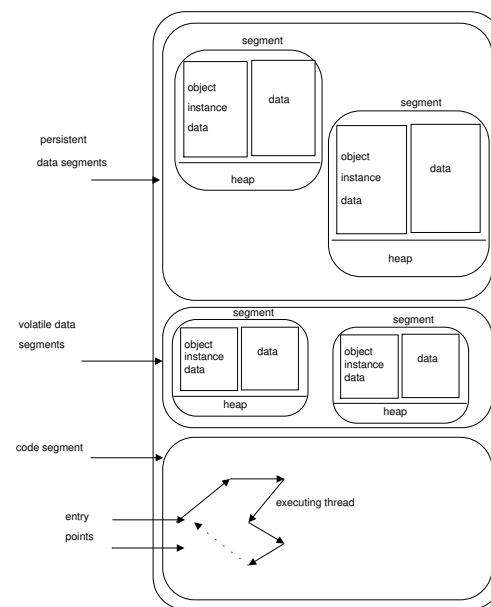 segment
object
instance
data
data
heap
segment
object
instance
data
data
heap
persistent
data segments
segment
object
instance
data
data
heap
segment
object
instance
data
data
heap
volatile data
segments
code segment
executing thread
entry
points